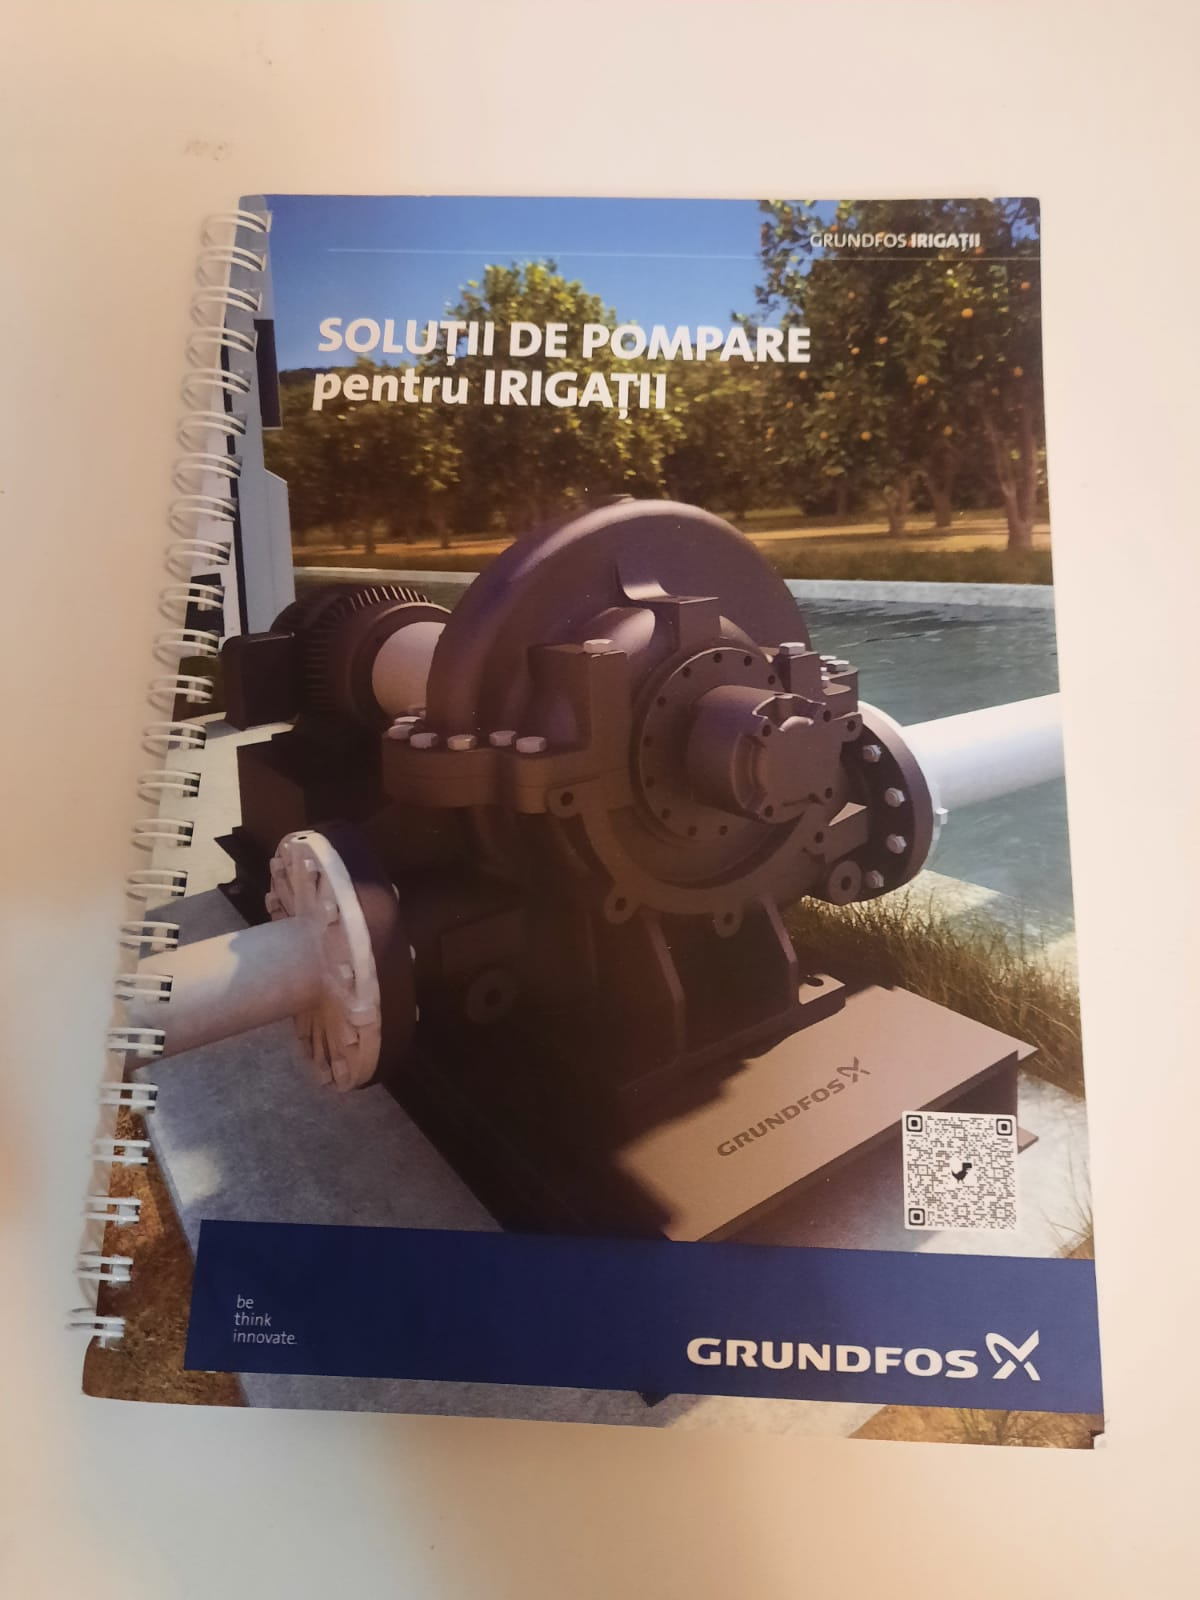 GRUNDFOS IRIGAȚII
SOLUȚII DE POMPARE
pentru IRIGAȚII
GRUNDFOS
be
think
innovate.
GRUNDFOS